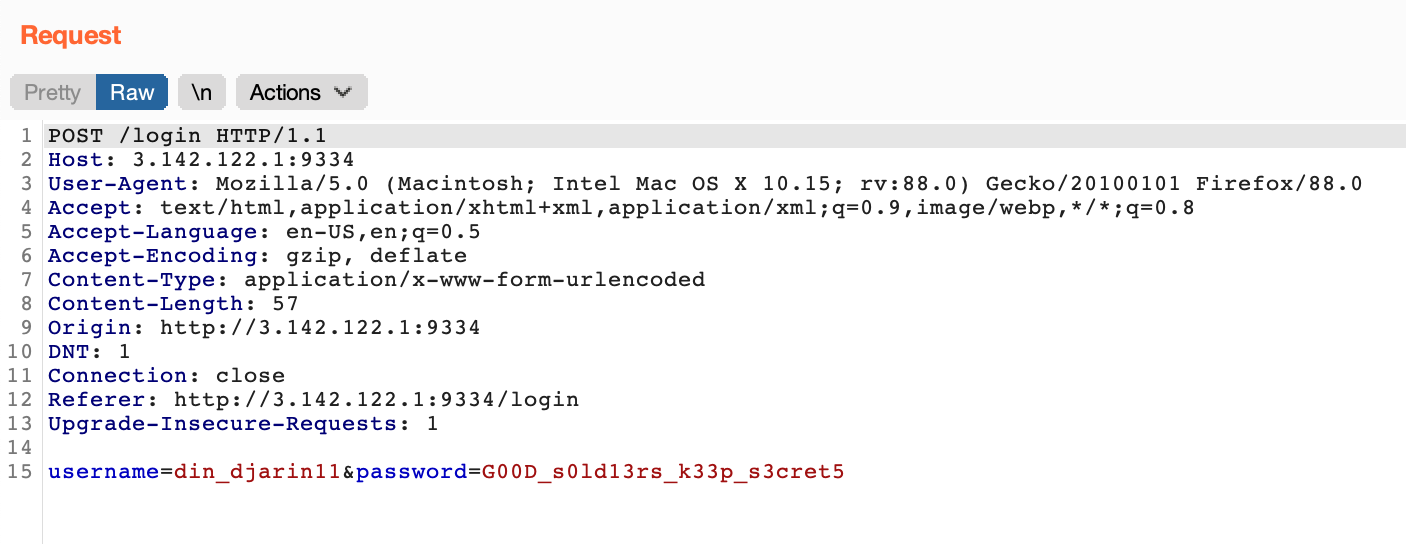 Request
Pretty Raw \n Actions
1 POST /login HTTP/1.1
2 Host: 3.142.122.1:9334
3 User-Agent: Mozilla/5.0 (Macintosh; Intel Mac OS X 10.15; rv:88.0) Gecko/20100101 Firefox/88.0
4 Accept: text/html,application/xhtml+xml,application/xml;q=0.9,image/webp,*/*;q=0.8
5 Accept-Language: en-US,en;q=0.5
6 Accept-Encoding: gzip, deflate
7 Content-Type: application/x-www-form-urlencoded
8 Content-Length: 57
9 Origin: http://3.142.122.1:9334
10 DNT: 1
11 Connection: close
12 Referer: http://3.142.122.1:9334/login
13 Upgrade-Insecure-Requests: 1
14
15 username=din_djarin11&password=G00D_s0ld13rs_k33p_s3cret5